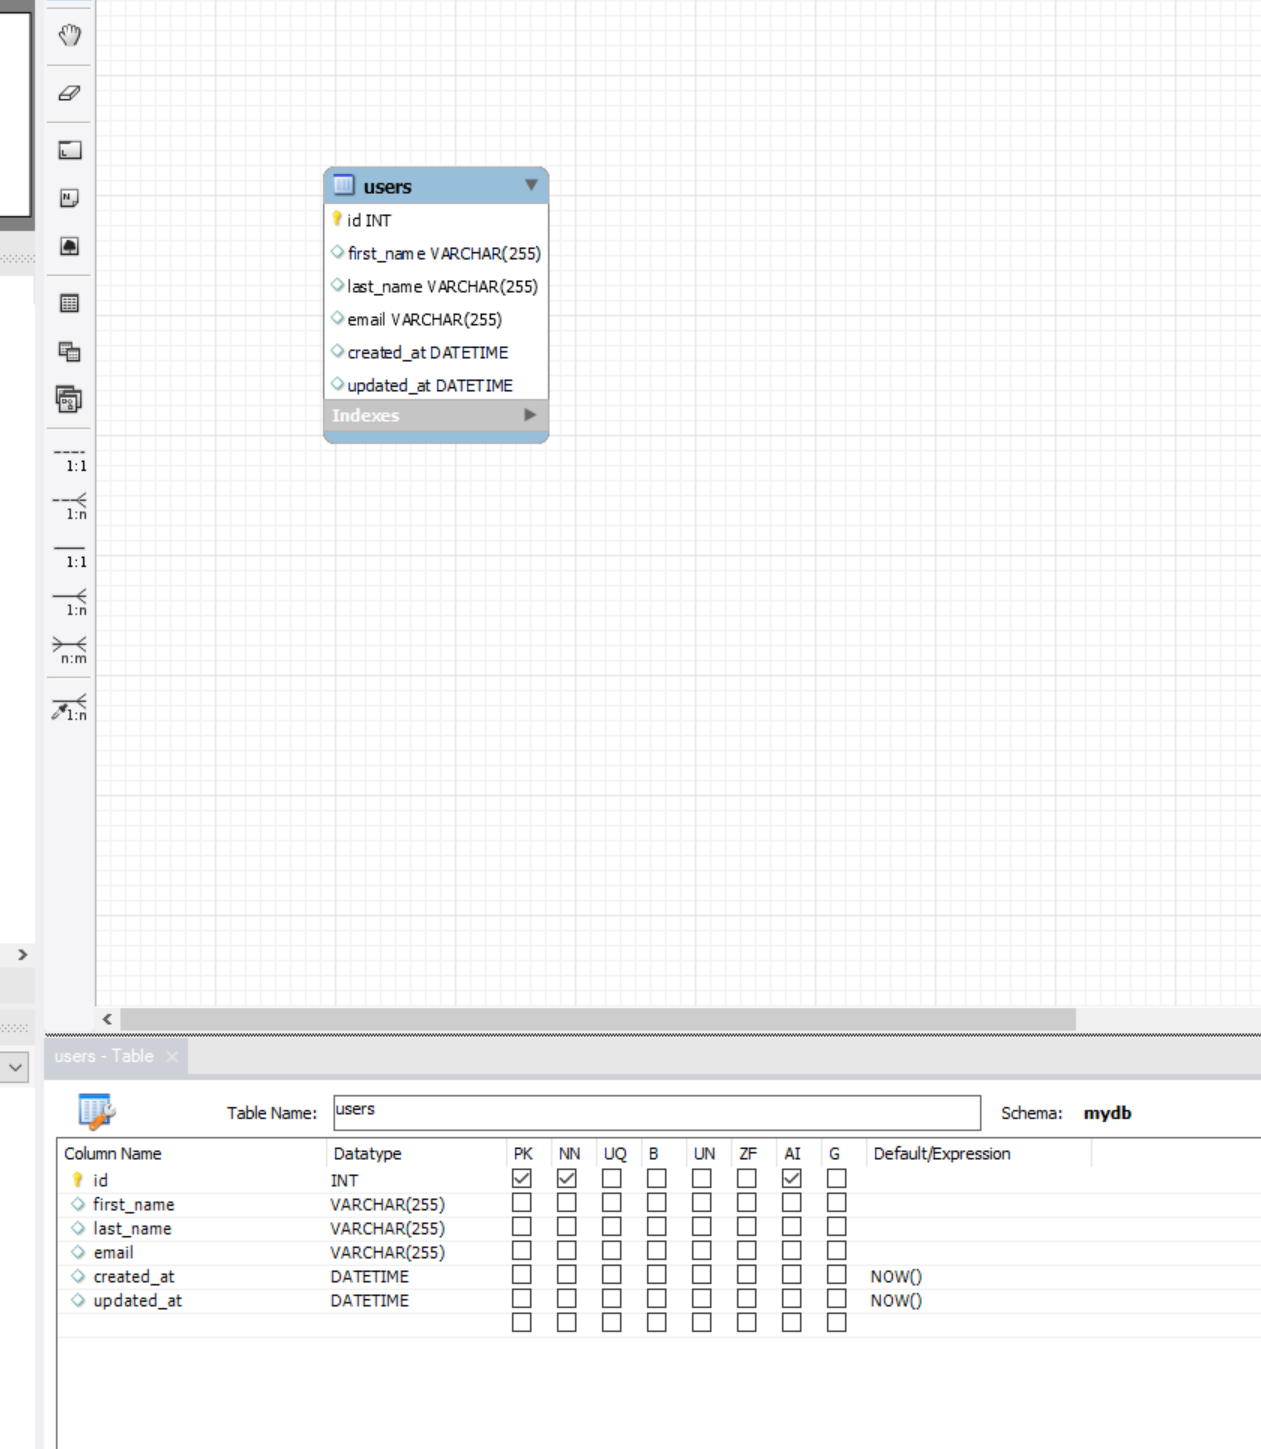 users
id INT
first_name VARCHAR(255)
last_name VARCHAR(255)
email VARCHAR(255)
created_at DATETIME
updated_at DATETIME
Indexes
1:1
1:n
1:1
1:n
n:m
1:n
users - Table
Table Name: users Schema: mydb
Column Name Datatype PK NN UQ B UN ZF AI G Default/Expression
id INT
first_name VARCHAR(255)
last_name VARCHAR(255)
email VARCHAR(255)
created_at DATETIME NOW()
updated_at DATETIME NOW()